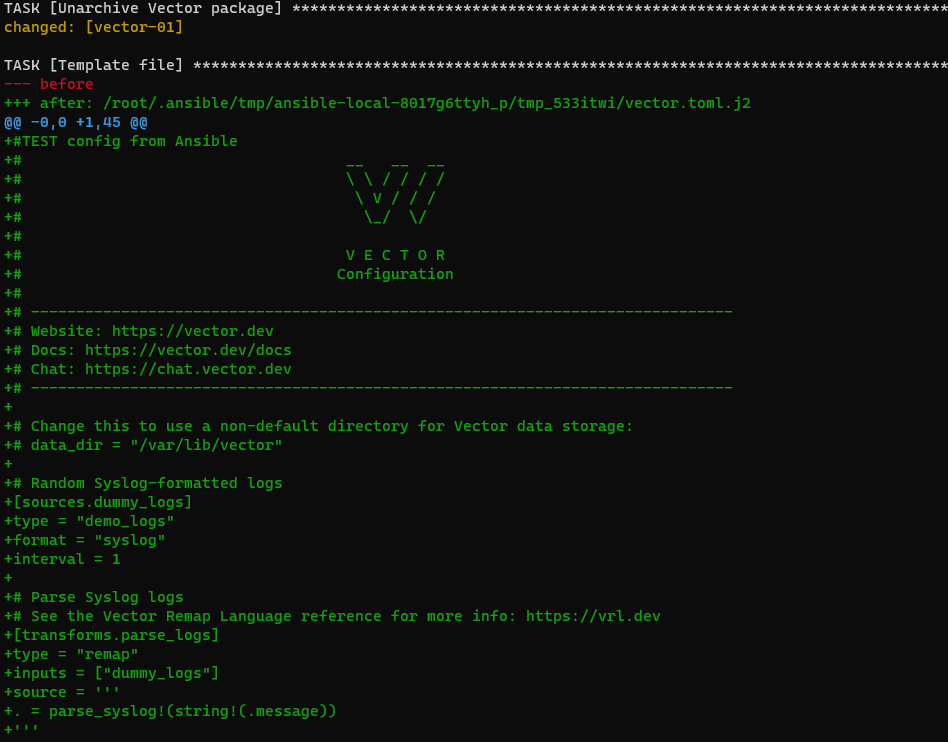 TASK [Unarchive Vector package] *************************************************************************
changed: [vector-01]
TASK [Template file] ************************************************************************************
--- before
+++ after: /root/.ansible/tmp/ansible-local-8017g6ttyh_p/tmp_533itwi/vector.toml.j2
@@ -0,0 +1,45 @@
+#TEST config from Ansible
+#                                    __   __  __
+#                                    \ \ / / / /
+#                                     \ V / / /
+#                                      \_/  \/
+#
+#                                    V E C T O R
+#                                   Configuration
+#
+# ------------------------------------------------------------------------------
+# Website: https://vector.dev
+# Docs: https://vector.dev/docs
+# Chat: https://chat.vector.dev
+# ------------------------------------------------------------------------------
+
+# Change this to use a non-default directory for Vector data storage:
+# data_dir = "/var/lib/vector"
+
+# Random Syslog-formatted logs
+[sources.dummy_logs]
+type = "demo_logs"
+format = "syslog"
+interval = 1
+
+# Parse Syslog logs
+# See the Vector Remap Language reference for more info: https://vrl.dev
+[transforms.parse_logs]
+type = "remap"
+inputs = ["dummy_logs"]
+source = '''
+. = parse_syslog!(string!(.message))
+'''